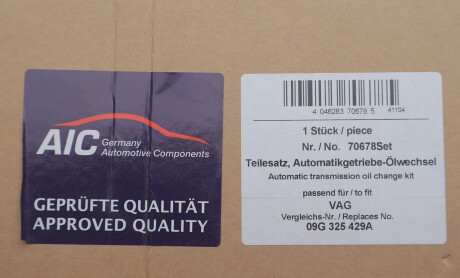 AIC Germany
Automotive Components
GEPRÜFTE QUALITÄT
APPROVED QUALITY
4 046283 70678 5 41104
1 Stück / piece
Nr. / No. 70678Set
Teilesatz, Automatikgetriebe-Ölwechsel
Automatic transmission oil change kit
passend für / to fit
VAG
Vergleichs-Nr. / Replaces No.
09G 325 429A